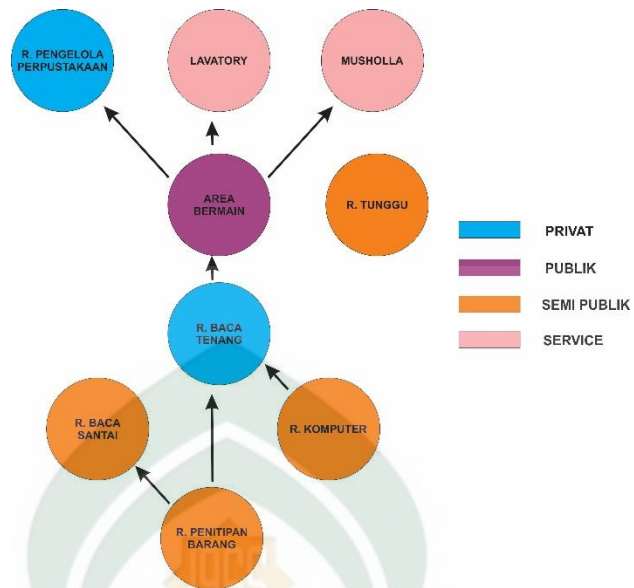 R. PENGELOLA
PERPUSTAKAAN
LAVATORY
MUSHOLLA
AREA
BERMAIN
R. TUNGGU
PRIVAT
PUBLIK
SEMI PUBLIK
SERVICE
R. BACA
TENANG
R. BACA
SANTAI
R. KOMPUTER
R. PENITIPAN
BARANG